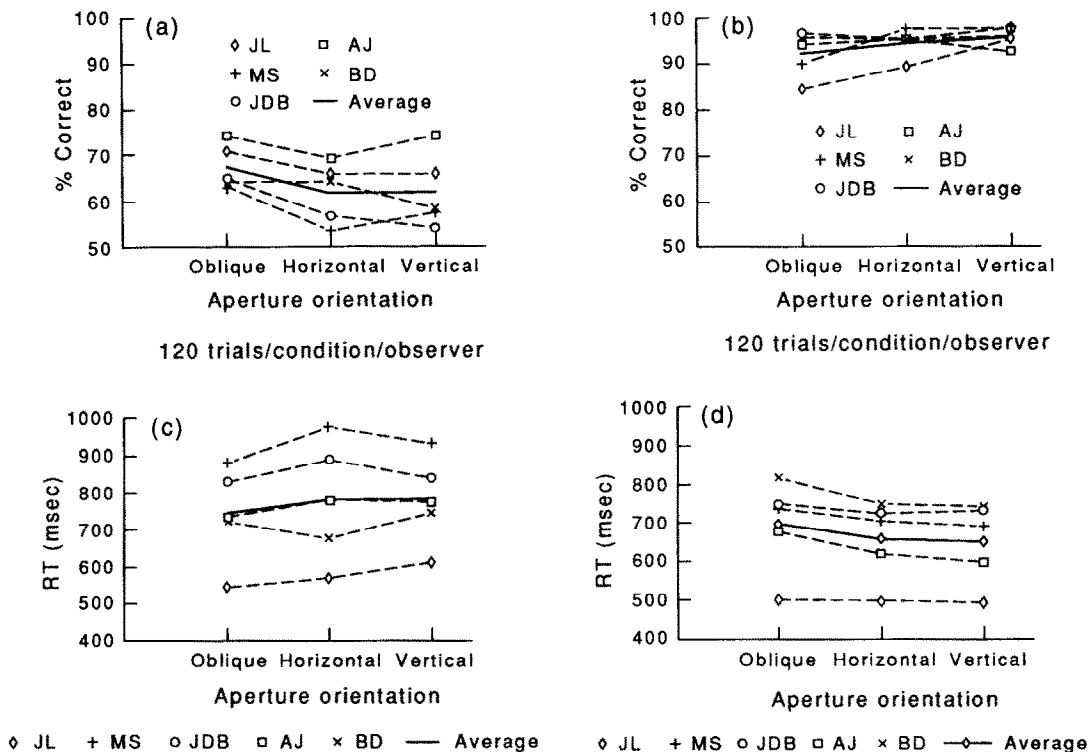 (a)
% Correct
100
90
80
70
60
50
JL AJ
MS BD
JDB Average
Oblique Horizontal Vertical
Aperture orientation
120 trials/condition/observer
(b)
% Correct
100
90
80
70
60
50
JL AJ
MS BD
JDB Average
Oblique Horizontal Vertical
Aperture orientation
120 trials/condition/observer
(c)
RT (msec)
1000
900
800
700
600
500
400
Oblique Horizontal Vertical
Aperture orientation
JL MS JDB AJ BD Average
(d)
RT (msec)
1000
900
800
700
600
500
400
Oblique Horizontal Vertical
Aperture orientation
JL MS JDB AJ BD Average